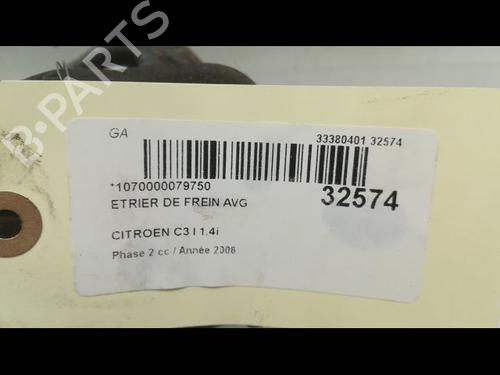 B-PARTS
GA
33380401 32574
*1070000079750
32574
ETRIER DE FREIN AVG
CITROEN C3 I 1.4i
Phase 2 cc / Année 2006